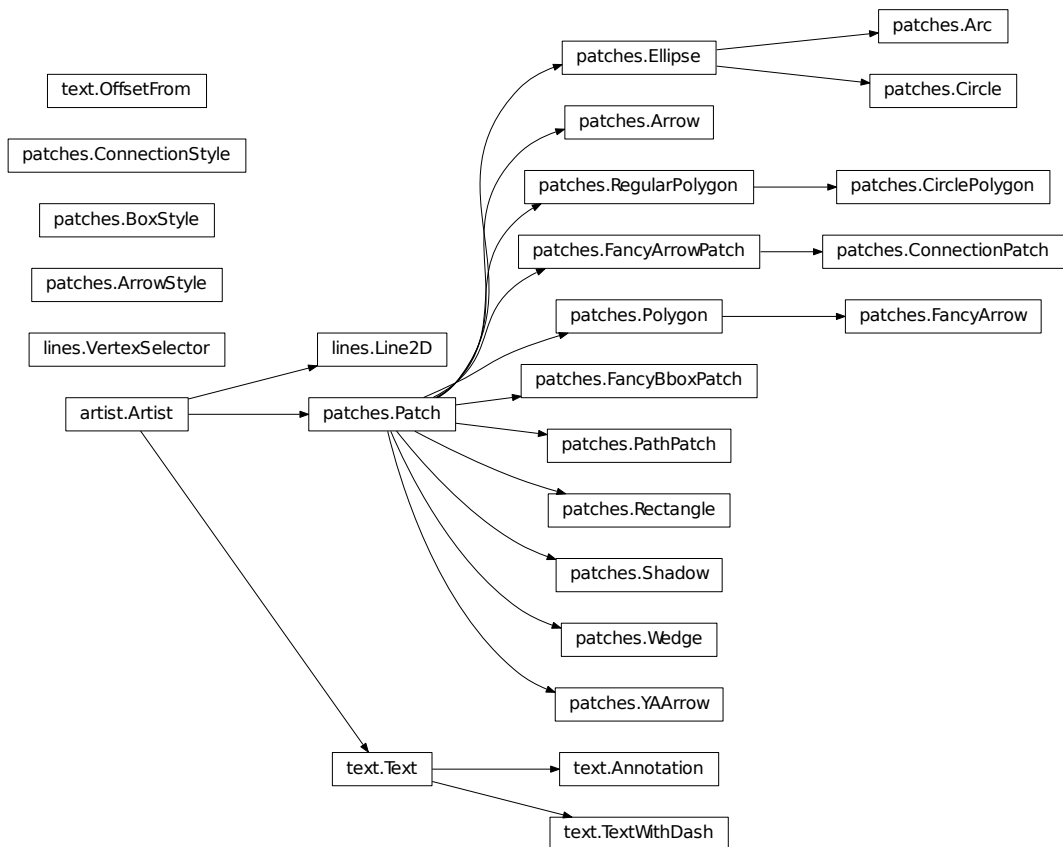 text.OffsetFrom
patches.ConnectionStyle
patches.BoxStyle
patches.ArrowStyle
lines.VertexSelector
artist.Artist
lines.Line2D
patches.Patch
text.Text
patches.Ellipse
patches.Arrow
patches.RegularPolygon
patches.FancyArrowPatch
patches.Polygon
patches.FancyBboxPatch
patches.PathPatch
patches.Rectangle
patches.Shadow
patches.Wedge
patches.YAArrow
text.Annotation
text.TextWithDash
patches.Arc
patches.Circle
patches.CirclePolygon
patches.ConnectionPatch
patches.FancyArrow